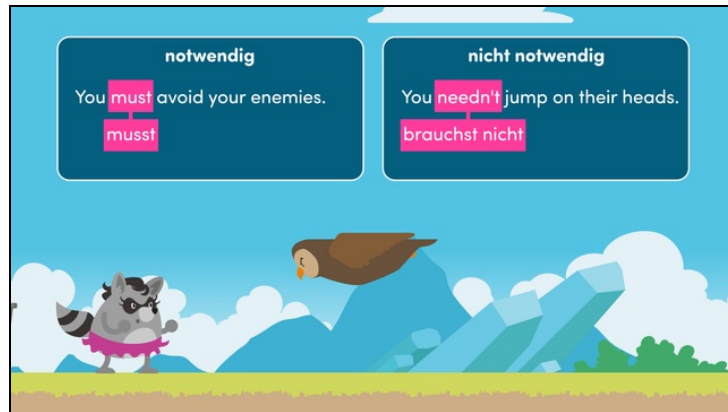 notwendig
You must avoid your enemies.
musst
nicht notwendig
You needn't jump on their heads.
brauchst nicht